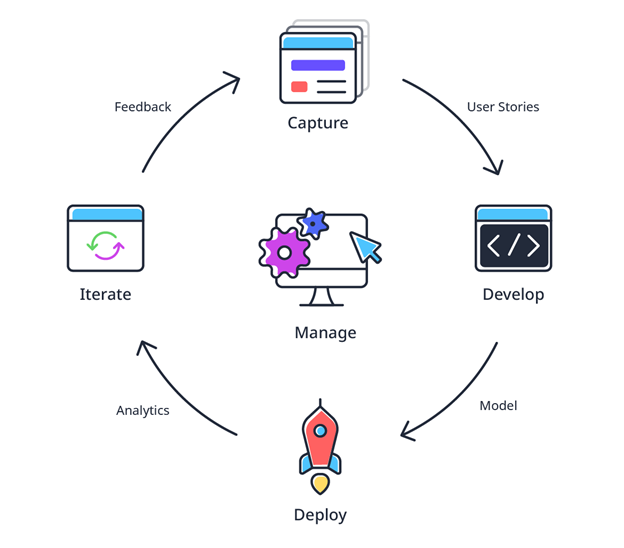 Capture
Feedback
User Stories
Iterate
Manage
Develop
Analytics
Model
Deploy